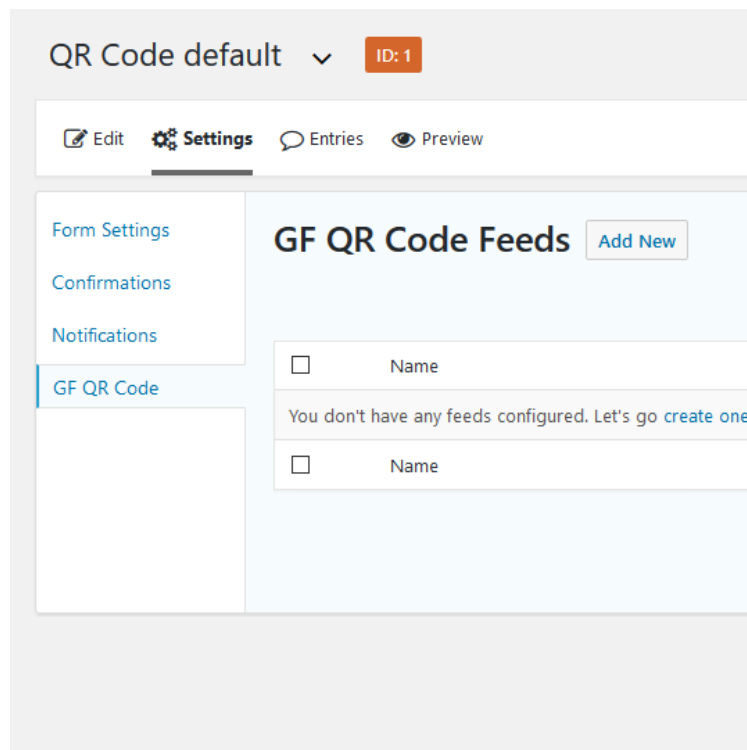 QR Code default ID: 1
Edit Settings Entries Preview
Form Settings
Confirmations
Notifications
GF QR Code
GF QR Code Feeds Add New
Name
You don't have any feeds configured. Let's go create one
Name